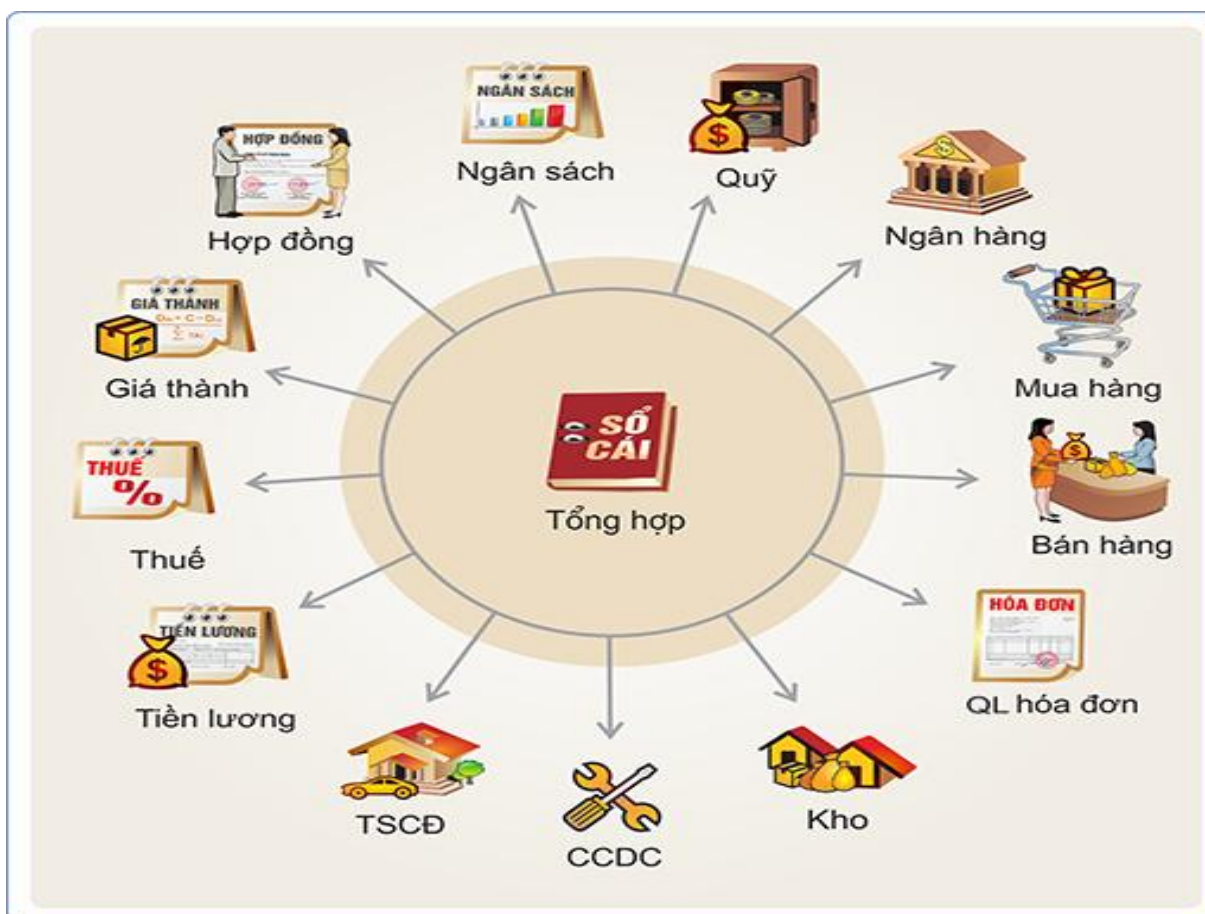 NGÂN SÁCH
Ngân sách
$
Quỹ
$
Ngân hàng
Mua hàng
$
Bán hàng
HÓA ĐƠN
QL hóa đơn
Kho
CCDC
TSCĐ
TIỀN LƯƠNG
$
Tiền lương
THUẾ
%
Thuế
GIÁ THÀNH
Giá thành
HỢP ĐỒNG
Hợp đồng
SỔ
CÁI
Tổng hợp